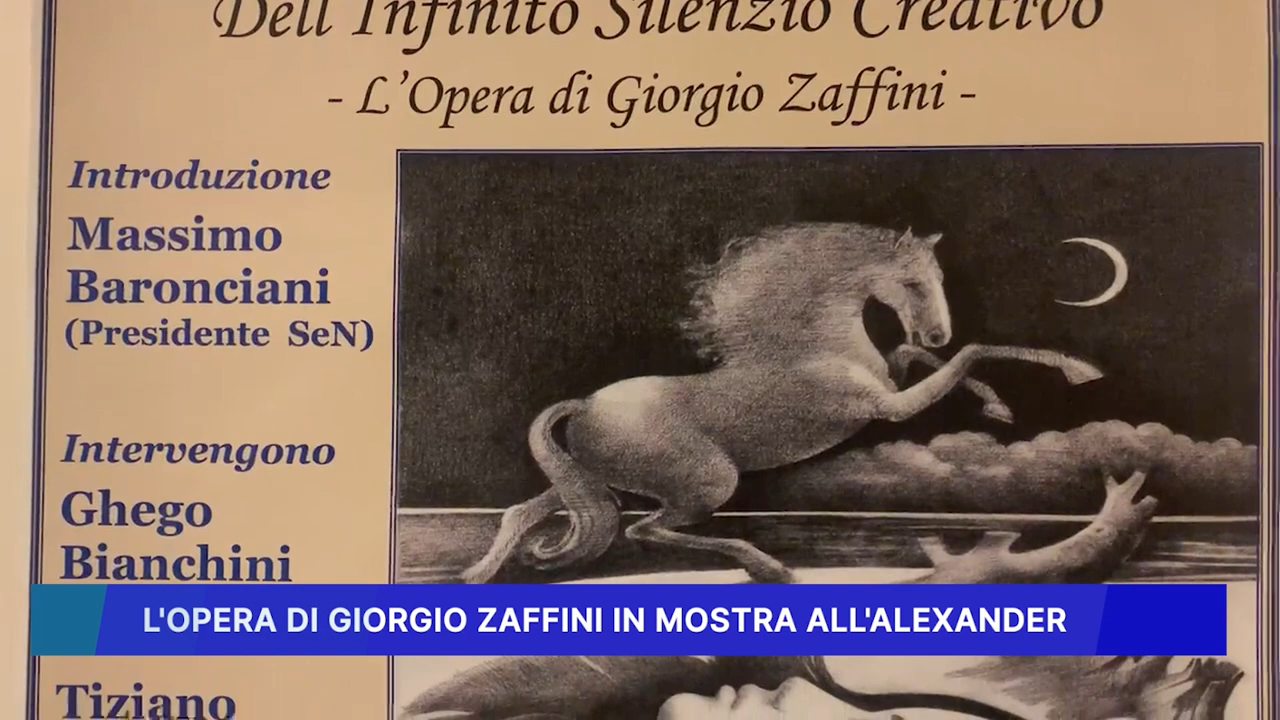 Dell'Infinito Silenzio Creativo
- L'Opera di Giorgio Zaffini -
Introduzione
Massimo
Baronciani
(Presidente SeN)
Intervengono
Ghego
Bianchini
L'OPERA DI GIORGIO ZAFFINI IN MOSTRA ALL'ALEXANDER
Tiziano